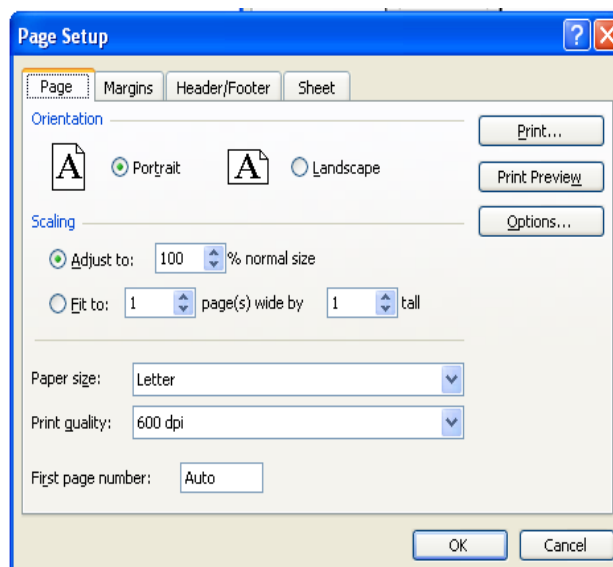 Page Setup
Page Margins Header/Footer Sheet
Orientation
A Portrait A Landscape
Print...
Print Preview
Options...
Scaling
Adjust to: 100 % normal size
Fit to: 1 page(s) wide by 1 tall
Paper size: Letter
Print quality: 600 dpi
First page number: Auto
OK Cancel